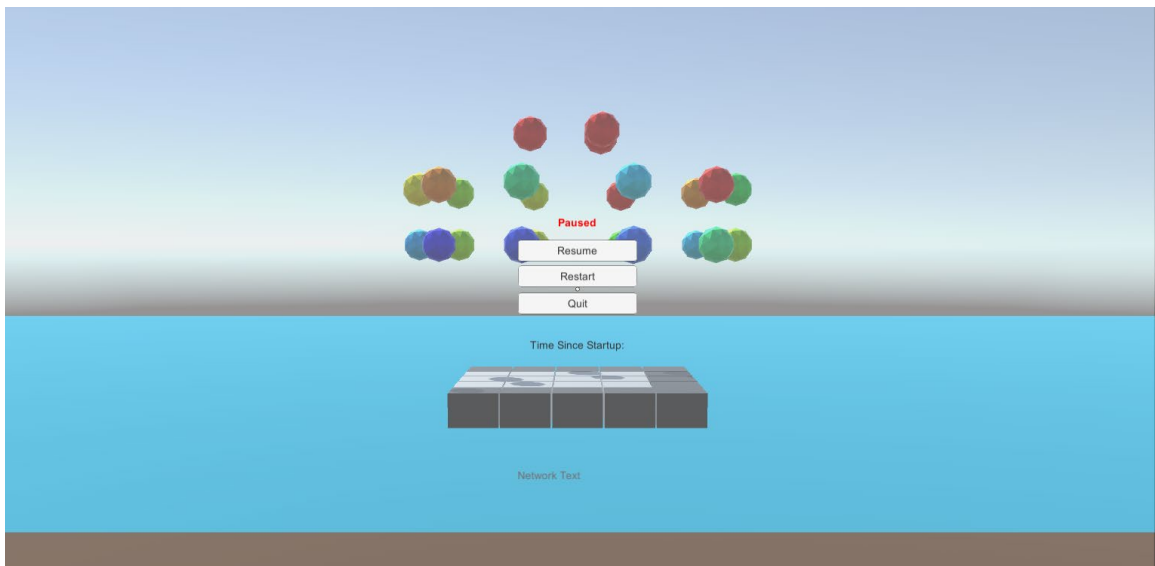 Paused
Resume
Restart
Quit
Time Since Startup:
Network Text